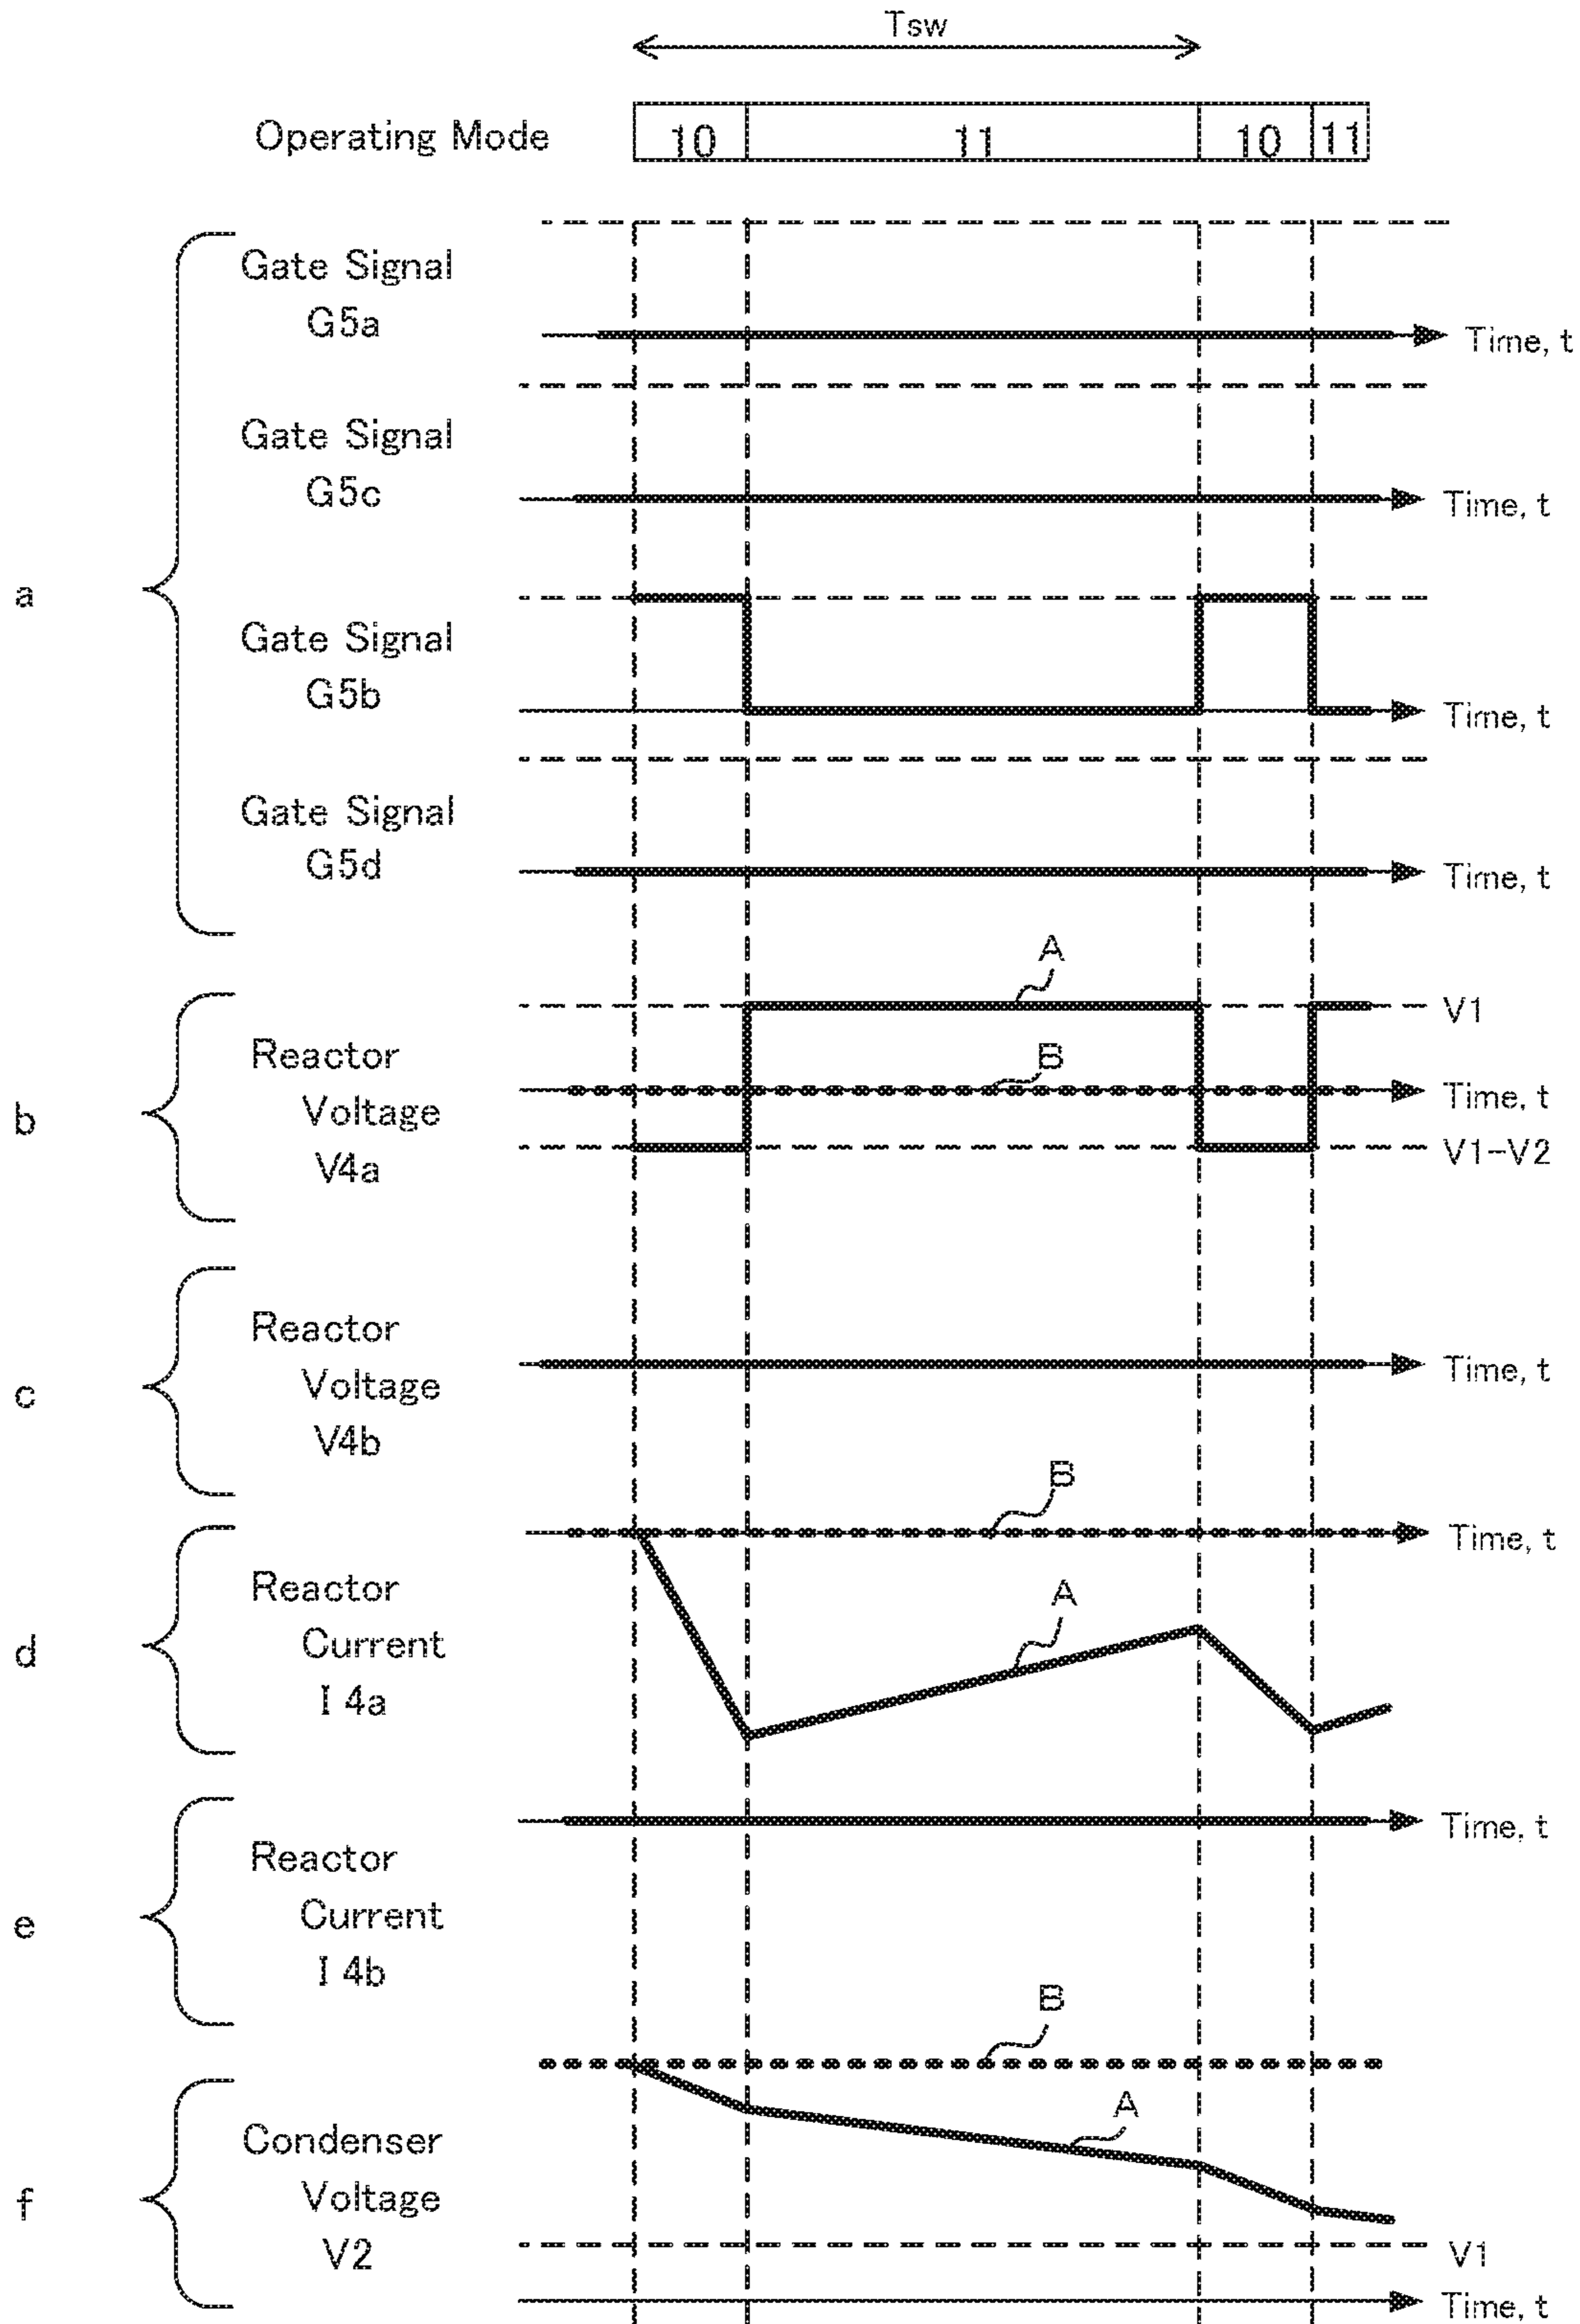 Tsw
Operating Mode
10
11
10
11
a
Gate Signal
G5a
Time, t
Gate Signal
G5c
Time, t
Gate Signal
G5b
Time, t
Gate Signal
G5d
Time, t
b
Reactor
Voltage
V4a
A
V1
B
Time, t
V1-V2
c
Reactor
Voltage
V4b
Time, t
d
Reactor
Current
I 4a
B
Time, t
A
e
Reactor
Current
I 4b
Time, t
f
Condenser
Voltage
V2
B
A
V1
Time, t